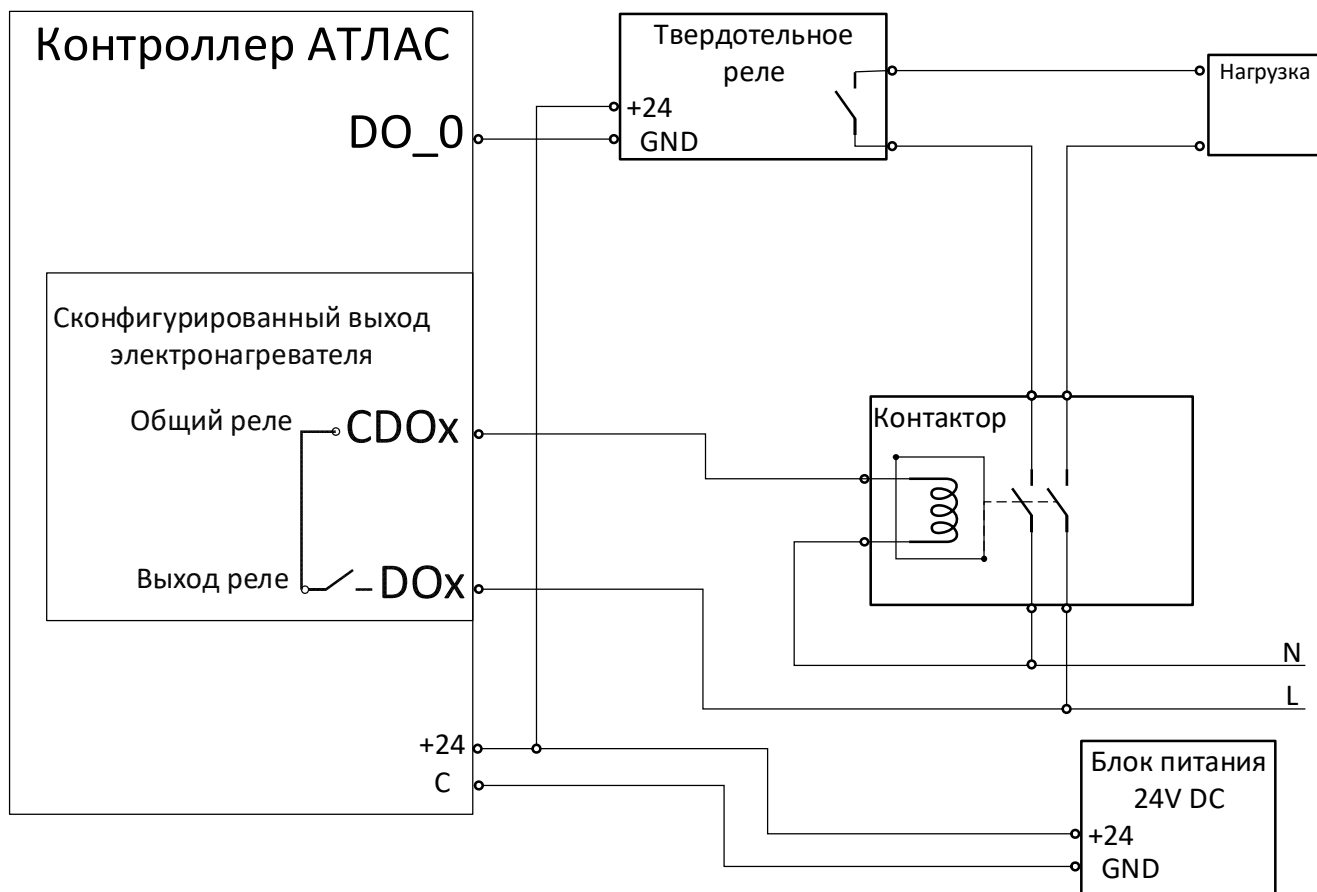 Контроллер АТЛАС
DO_0
Твердотельное
реле
+24
GND
Нагрузка
Сконфигурированный выход
электронагревателя
Общий реле
CDOx
Выход реле
DOx
Контактор
N
L
+24
C
Блок питания
24V DC
+24
GND